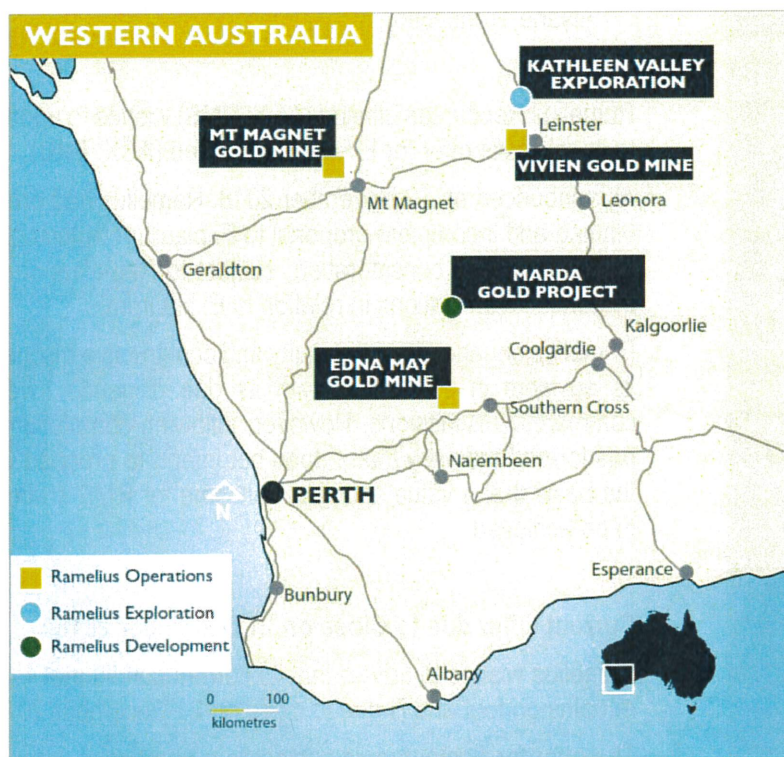 WESTERN AUSTRALIA
KATHLEEN VALLEY
EXPLORATION
MT MAGNET
GOLD MINE
Leinster
VIVIEN GOLD MINE
Mt Magnet
Leonora
Geraldton
MARDA
GOLD PROJECT
Kalgoorlie
Coolgardie
EDNA MAY
GOLD MINE
Southern Cross
Narembeen
PERTH
N
Ramelius Operations
Ramelius Exploration
Ramelius Development
Esperance
Bunbury
Albany
0 100
kilometres